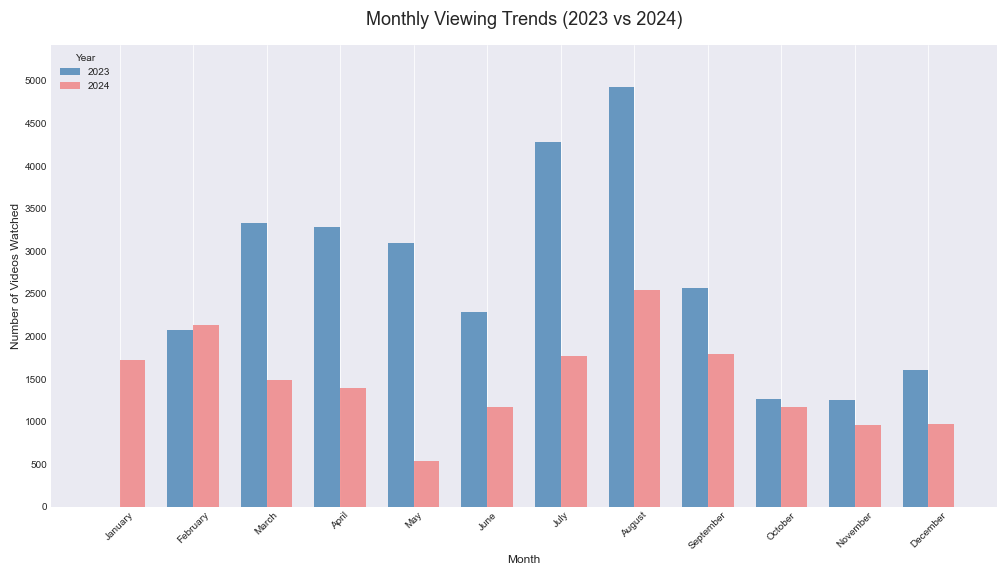 Monthly Viewing Trends (2023 vs 2024)
Year
2023
2024
Number of Videos Watched
5000
4500
4000
3500
3000
2500
2000
1500
1000
500
0
January
February
March
April
May
June
July
August
September
October
November
December
Month